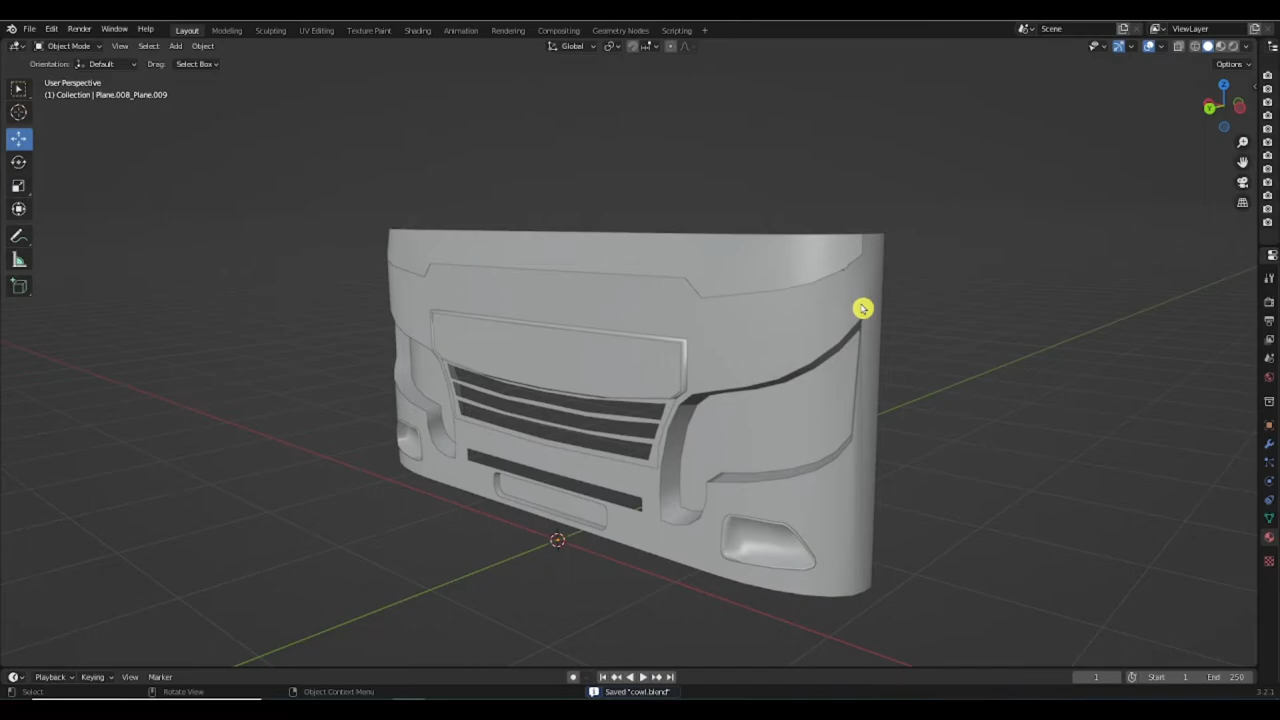 File Edit Render Window Help Layout Modeling Sculpting UV Editing Texture Paint Shading Animation Rendering Compositing Geometry Nodes Scripting + Scene ViewLayer
Object Mode View Select Add Object Global
Orientation: Default Drag: Select Box Options
User Perspective
(1) Collection | Plane.008_Plane.009
Z
Y
Playback Keying View Marker 1 Start 1 End 250
Select Rotate View Object Context Menu Saved "cowl.blend" 3.2.1